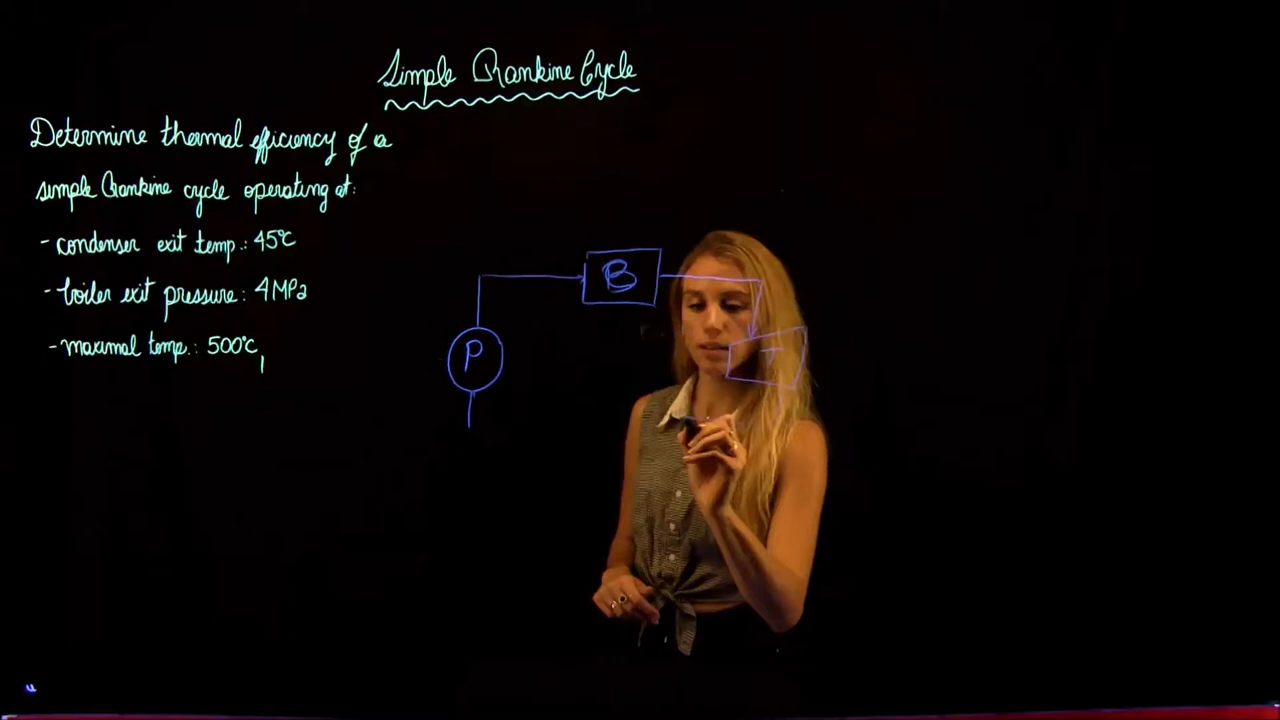 Simple Rankine Cycle
Determine thermal efficiency of a
simple Rankine cycle operating at:
- condenser exit temp.: 45°C
- boiler exit pressure: 4MPa
- maximal temp.: 500°C
B
P
T